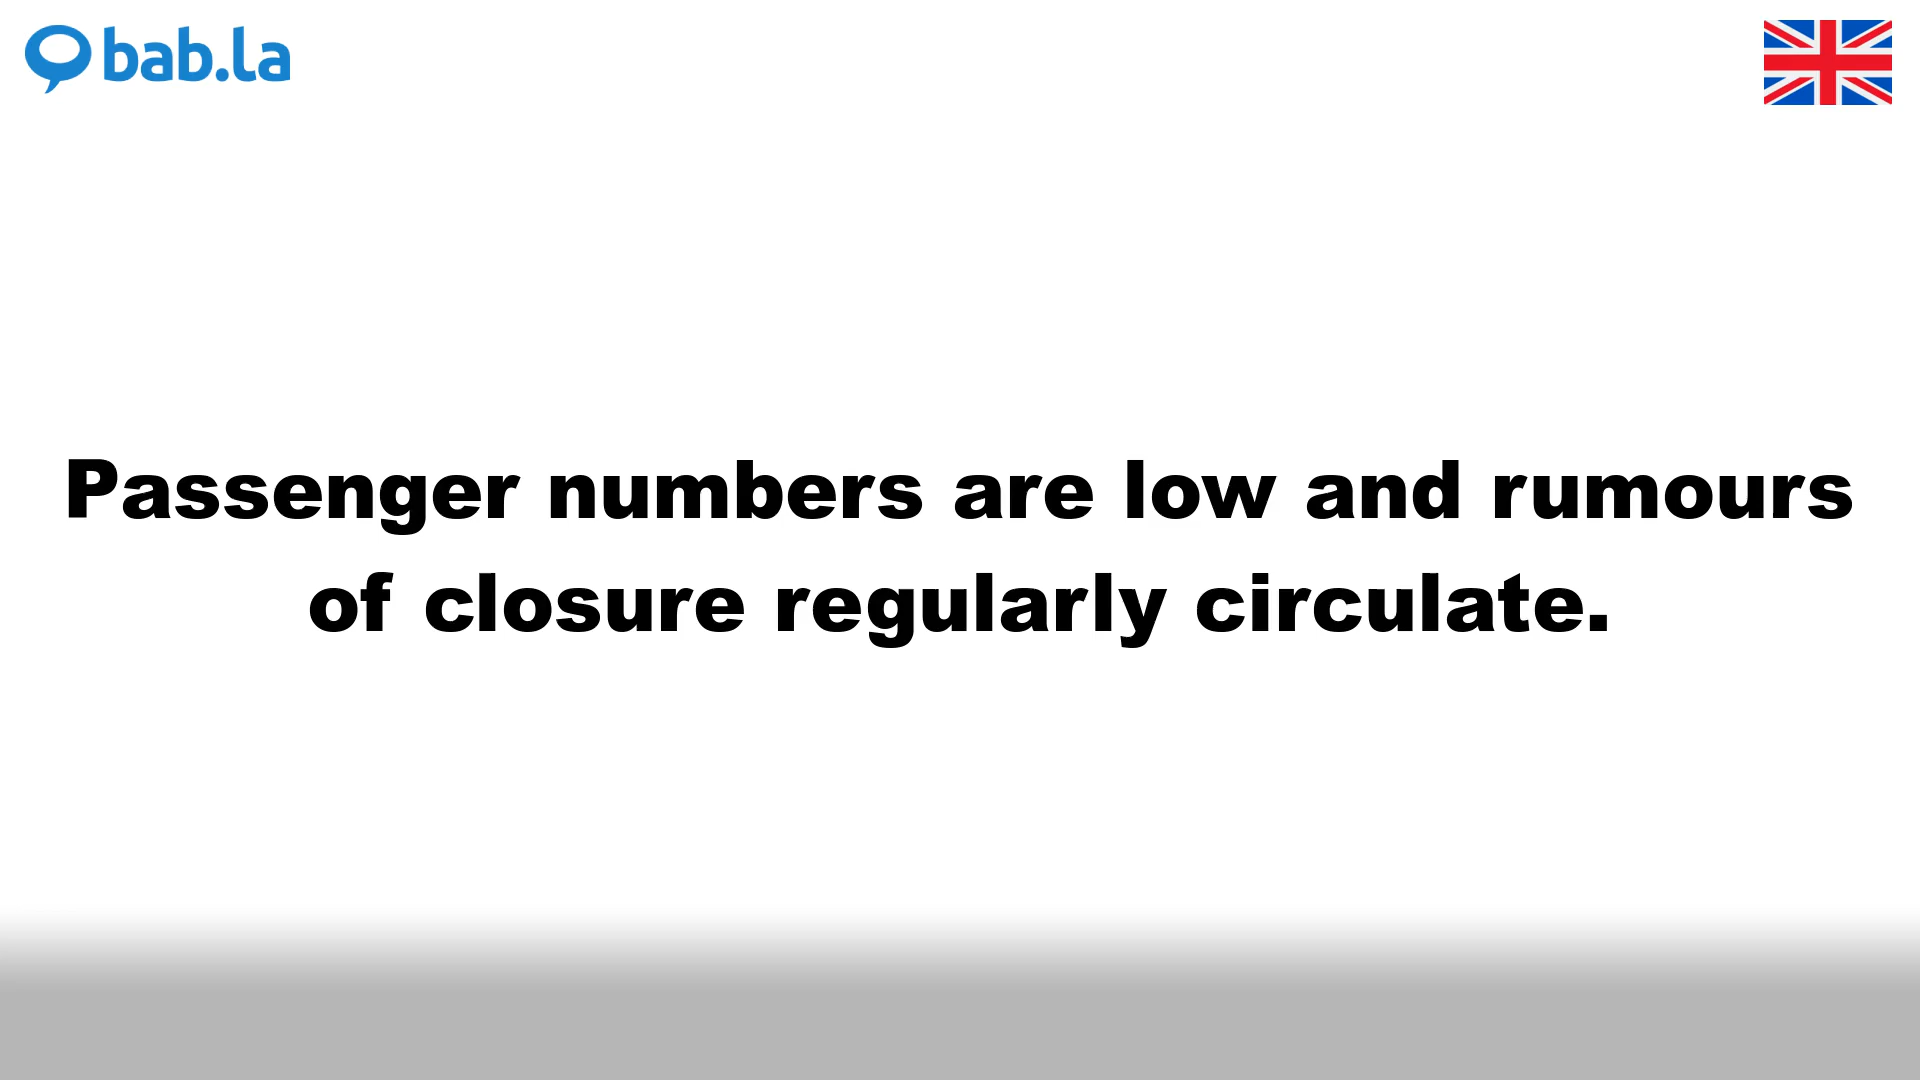 bab.la
Passenger numbers are low and rumours
of closure regularly circulate.